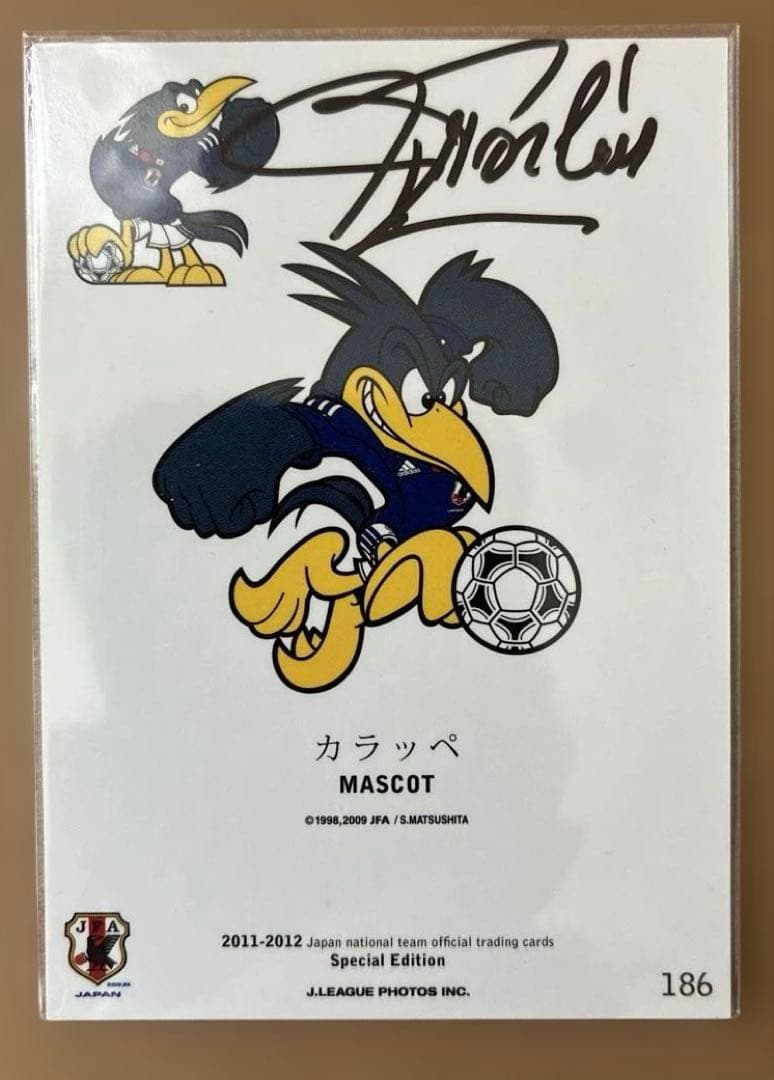 adidas
カラッペ
MASCOT
©1998,2009 JFA / S.MATSUSHITA
2011-2012 Japan national team official trading cards
Special Edition
J.LEAGUE PHOTOS INC.
JFA
JAPAN
186